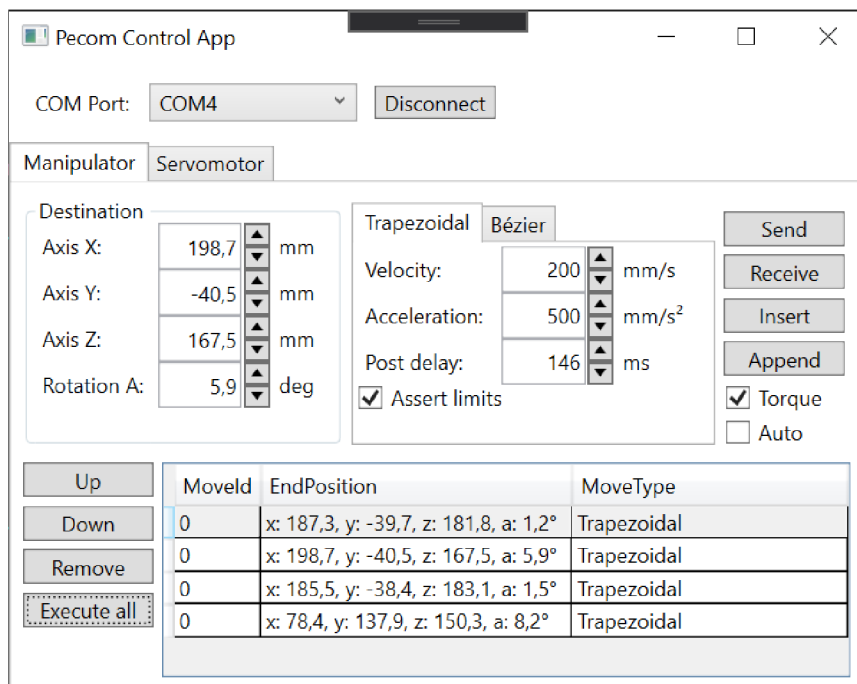 Pecom Control App
COM Port: COM4 Disconnect
Manipulator Servomotor
Destination
Axis X: 198,7 mm
Axis Y: -40,5 mm
Axis Z: 167,5 mm
Rotation A: 5,9 deg
Trapezoidal Bézier
Velocity: 200 mm/s
Acceleration: 500 mm/s²
Post delay: 146 ms
Assert limits
Send
Receive
Insert
Append
Torque
Auto
Up
Down
Remove
Execute all
MoveId EndPosition MoveType
0 x: 187,3, y: -39,7, z: 181,8, a: 1,2° Trapezoidal
0 x: 198,7, y: -40,5, z: 167,5, a: 5,9° Trapezoidal
0 x: 185,5, y: -38,4, z: 183,1, a: 1,5° Trapezoidal
0 x: 78,4, y: 137,9, z: 150,3, a: 8,2° Trapezoidal